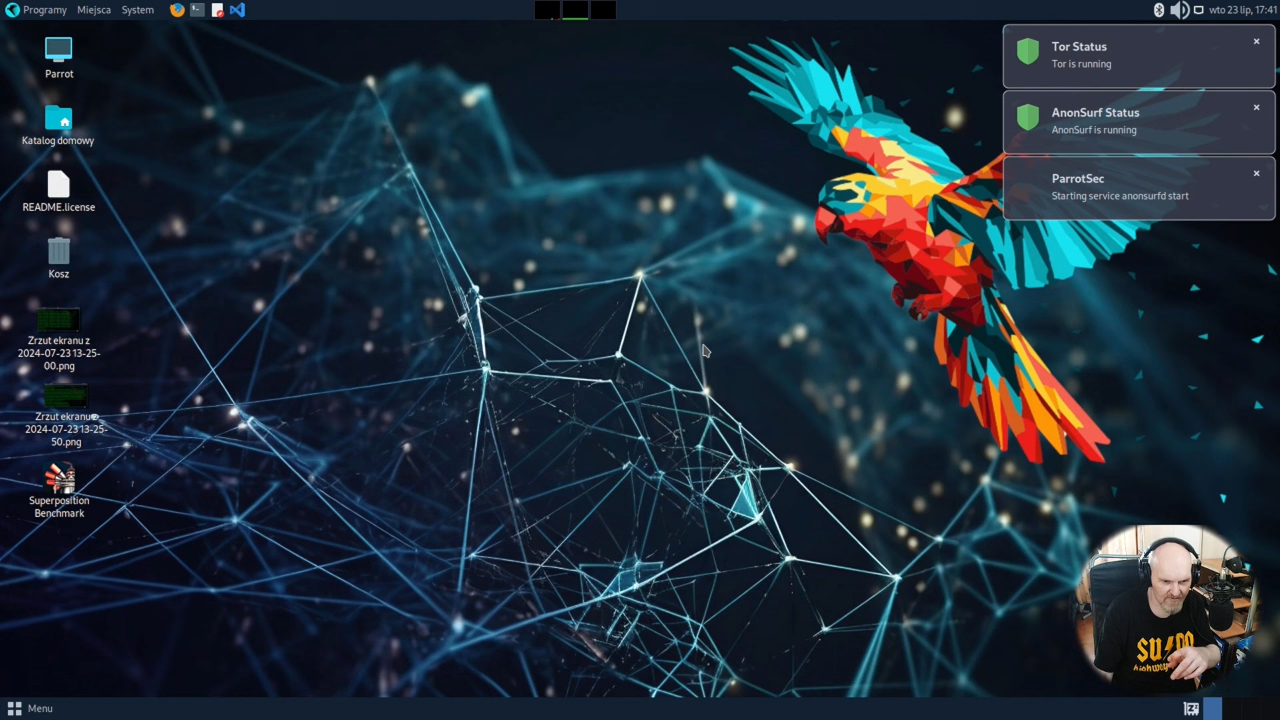 Programy Miejsca System
wto 23 lip, 17:41
Tor Status
Tor is running
AnonSurf Status
AnonSurf is running
ParrotSec
Starting service anonsurfd start
Parrot
Katalog domowy
README.license
Kosz
Zrzut ekranu z
2024-07-23 13-25-
00.png
Zrzut ekranu z
2024-07-23 13-25-
50.png
Superposition
Benchmark
highway
Menu